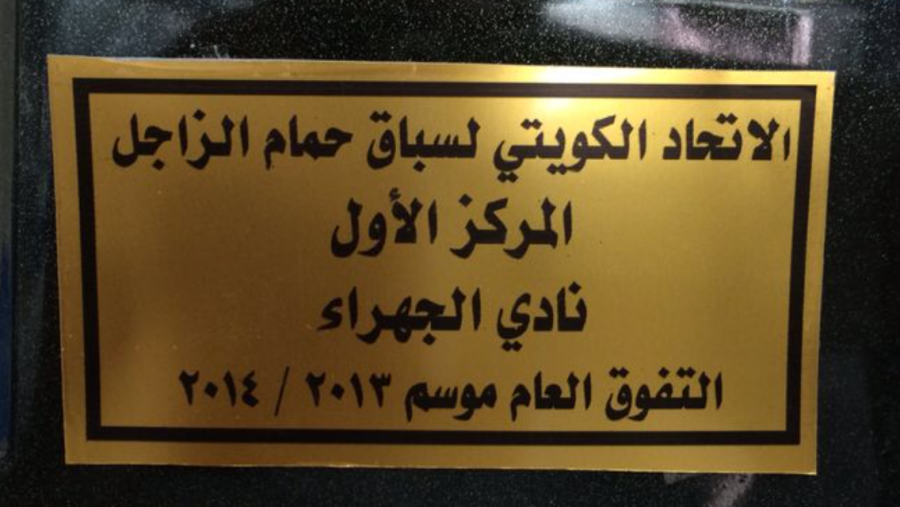 الاتحاد الكويتي لسباق حمام الزاجل
المركز الأول
نادي الجهراء
التفوق العام موسم ٢٠١٣ / ٢٠١٤